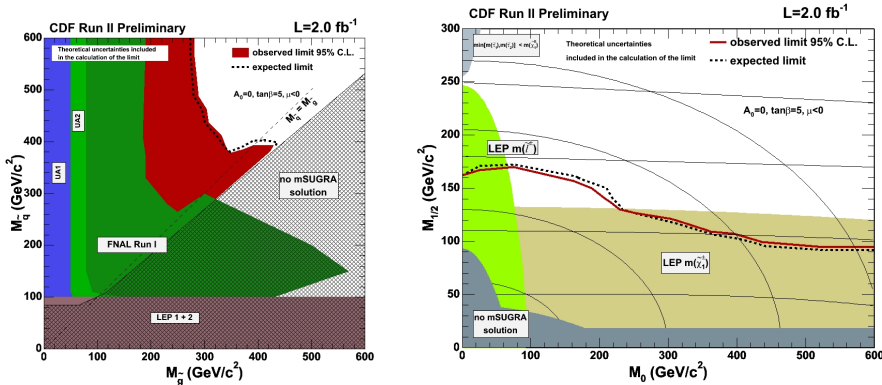 CDF Run II Preliminary L=2.0 fb⁻¹
Theoretical uncertainties included
in the calculation of the limit
observed limit 95% C.L.
expected limit
A₀=0, tanβ=5, μ<0
M_q̃ = M_g̃
UA1
UA2
FNAL Run I
no mSUGRA
solution
LEP 1 + 2
M_q̃ (GeV/c²)
600
500
400
300
200
100
0
0 100 200 300 400 500 600
M_g̃ (GeV/c²)
CDF Run II Preliminary L=2.0 fb⁻¹
Theoretical uncertainties
included in the calculation of the limit
observed limit 95% C.L.
expected limit
A₀=0, tanβ=5, μ<0
LEP m(l̃
LEP m(χ̃₁±)
no mSUGRA
solution
M₁/₂ (GeV/c²)
300
250
200
150
100
50
0
0 100 200 300 400 500 600
M₀ (GeV/c²)